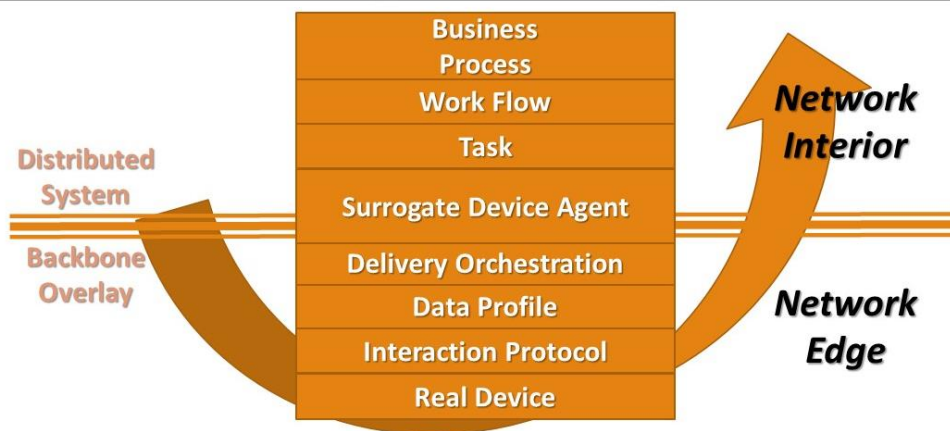 Business
Process
Work Flow
Task
Surrogate Device Agent
Delivery Orchestration
Data Profile
Interaction Protocol
Real Device
Distributed
System
Backbone
Overlay
Network
Interior
Network
Edge